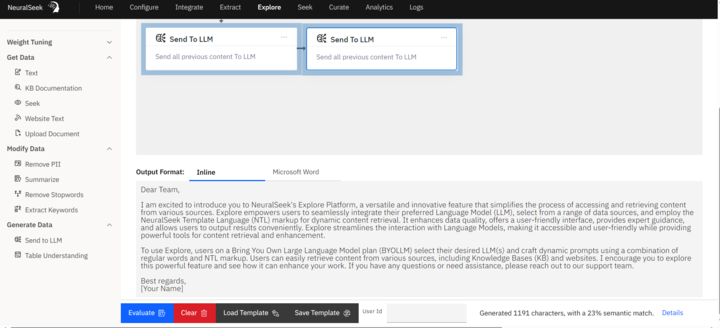 NeuralSeek
Home Configure Integrate Extract Explore Seek Curate Analytics Logs
Weight Tuning
Get Data
Text
KB Documentation
Seek
Website Text
Upload Document
Modify Data
Remove PII
Summarize
Remove Stopwords
Extract Keywords
Generate Data
Send to LLM
Table Understanding
Send To LLM ...
Send all previous content To LLM
Send To LLM ...
Send all previous content To LLM
Output Format: Inline Microsoft Word
Dear Team,
I am excited to introduce you to NeuralSeek's Explore Platform, a versatile and innovative feature that simplifies the process of accessing and retrieving content
from various sources. Explore empowers users to seamlessly integrate their preferred Language Model (LLM), select from a range of data sources, and employ the
NeuralSeek Template Language (NTL) markup for dynamic content retrieval. It enhances data quality, offers a user-friendly interface, provides expert guidance,
and allows users to output results conveniently. Explore streamlines the interaction with Language Models, making it accessible and user-friendly while providing
powerful tools for content retrieval and enhancement.
To use Explore, users on a Bring You Own Large Language Model plan (BYOLLM) select their desired LLM(s) and craft dynamic prompts using a combination of
regular words and NTL markup. Users can easily retrieve content from various sources, including Knowledge Bases (KB) and websites. I encourage you to explore
this powerful feature and see how it can enhance your work. If you have any questions or need assistance, please reach out to our support team.
Best regards,
[Your Name]
Evaluate Clear Load Template Save Template User Id Generated 1191 characters, with a 23% semantic match. Details